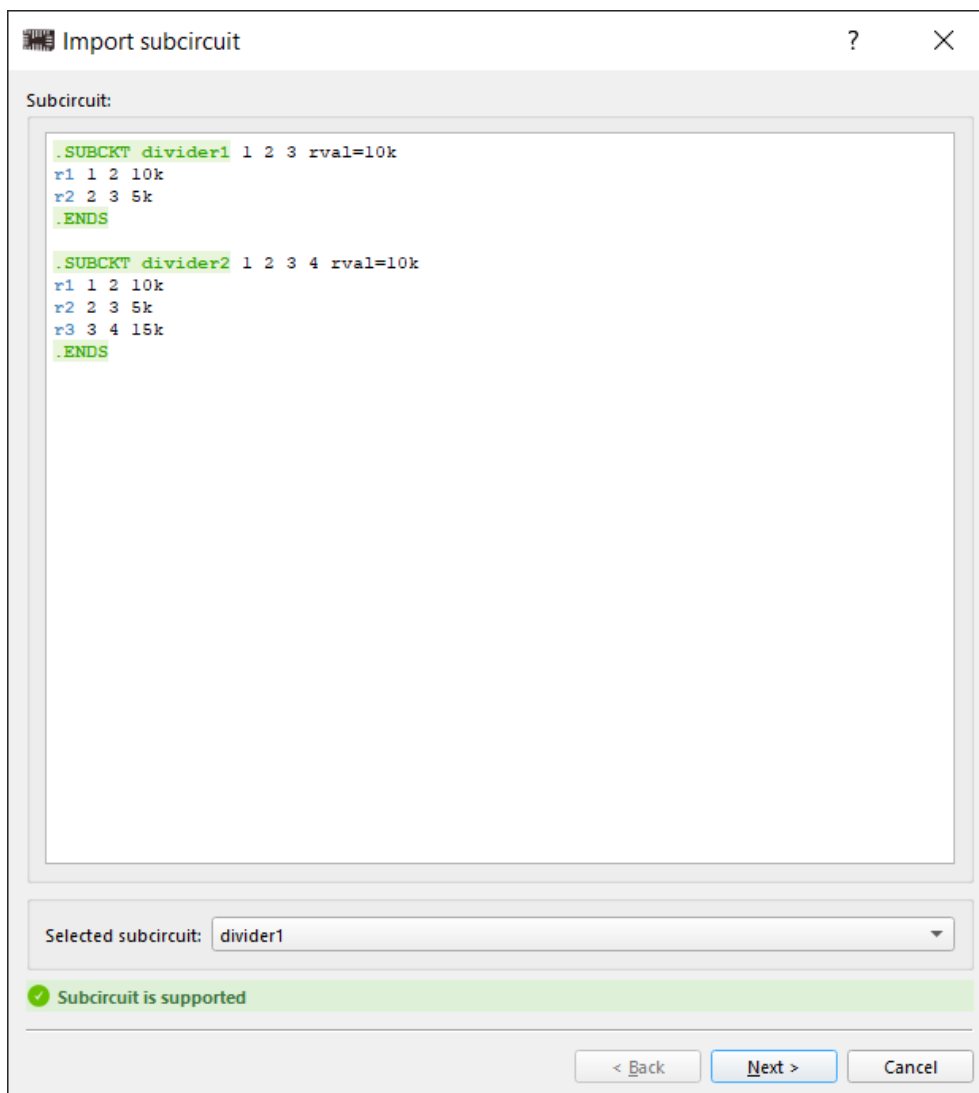 Import subcircuit ?
Subcircuit:
.SUBCKT divider1 1 2 3 rval=10k
r1 1 2 10k
r2 2 3 5k
.ENDS
.SUBCKT divider2 1 2 3 4 rval=10k
r1 1 2 10k
r2 2 3 5k
r3 3 4 15k
.ENDS
Selected subcircuit: divider1
Subcircuit is supported
< Back Next > Cancel